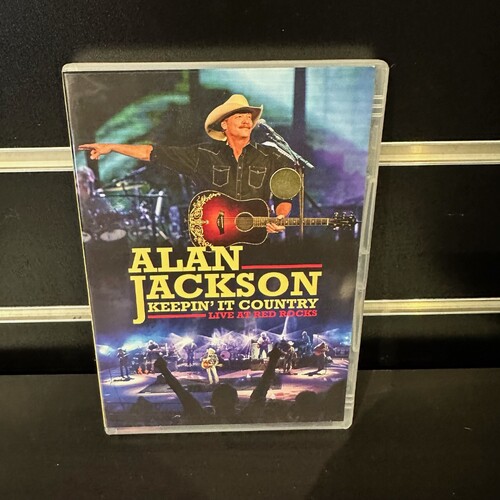 ALAN
JACKSON
KEEPIN' IT COUNTRY
LIVE AT RED ROCKS